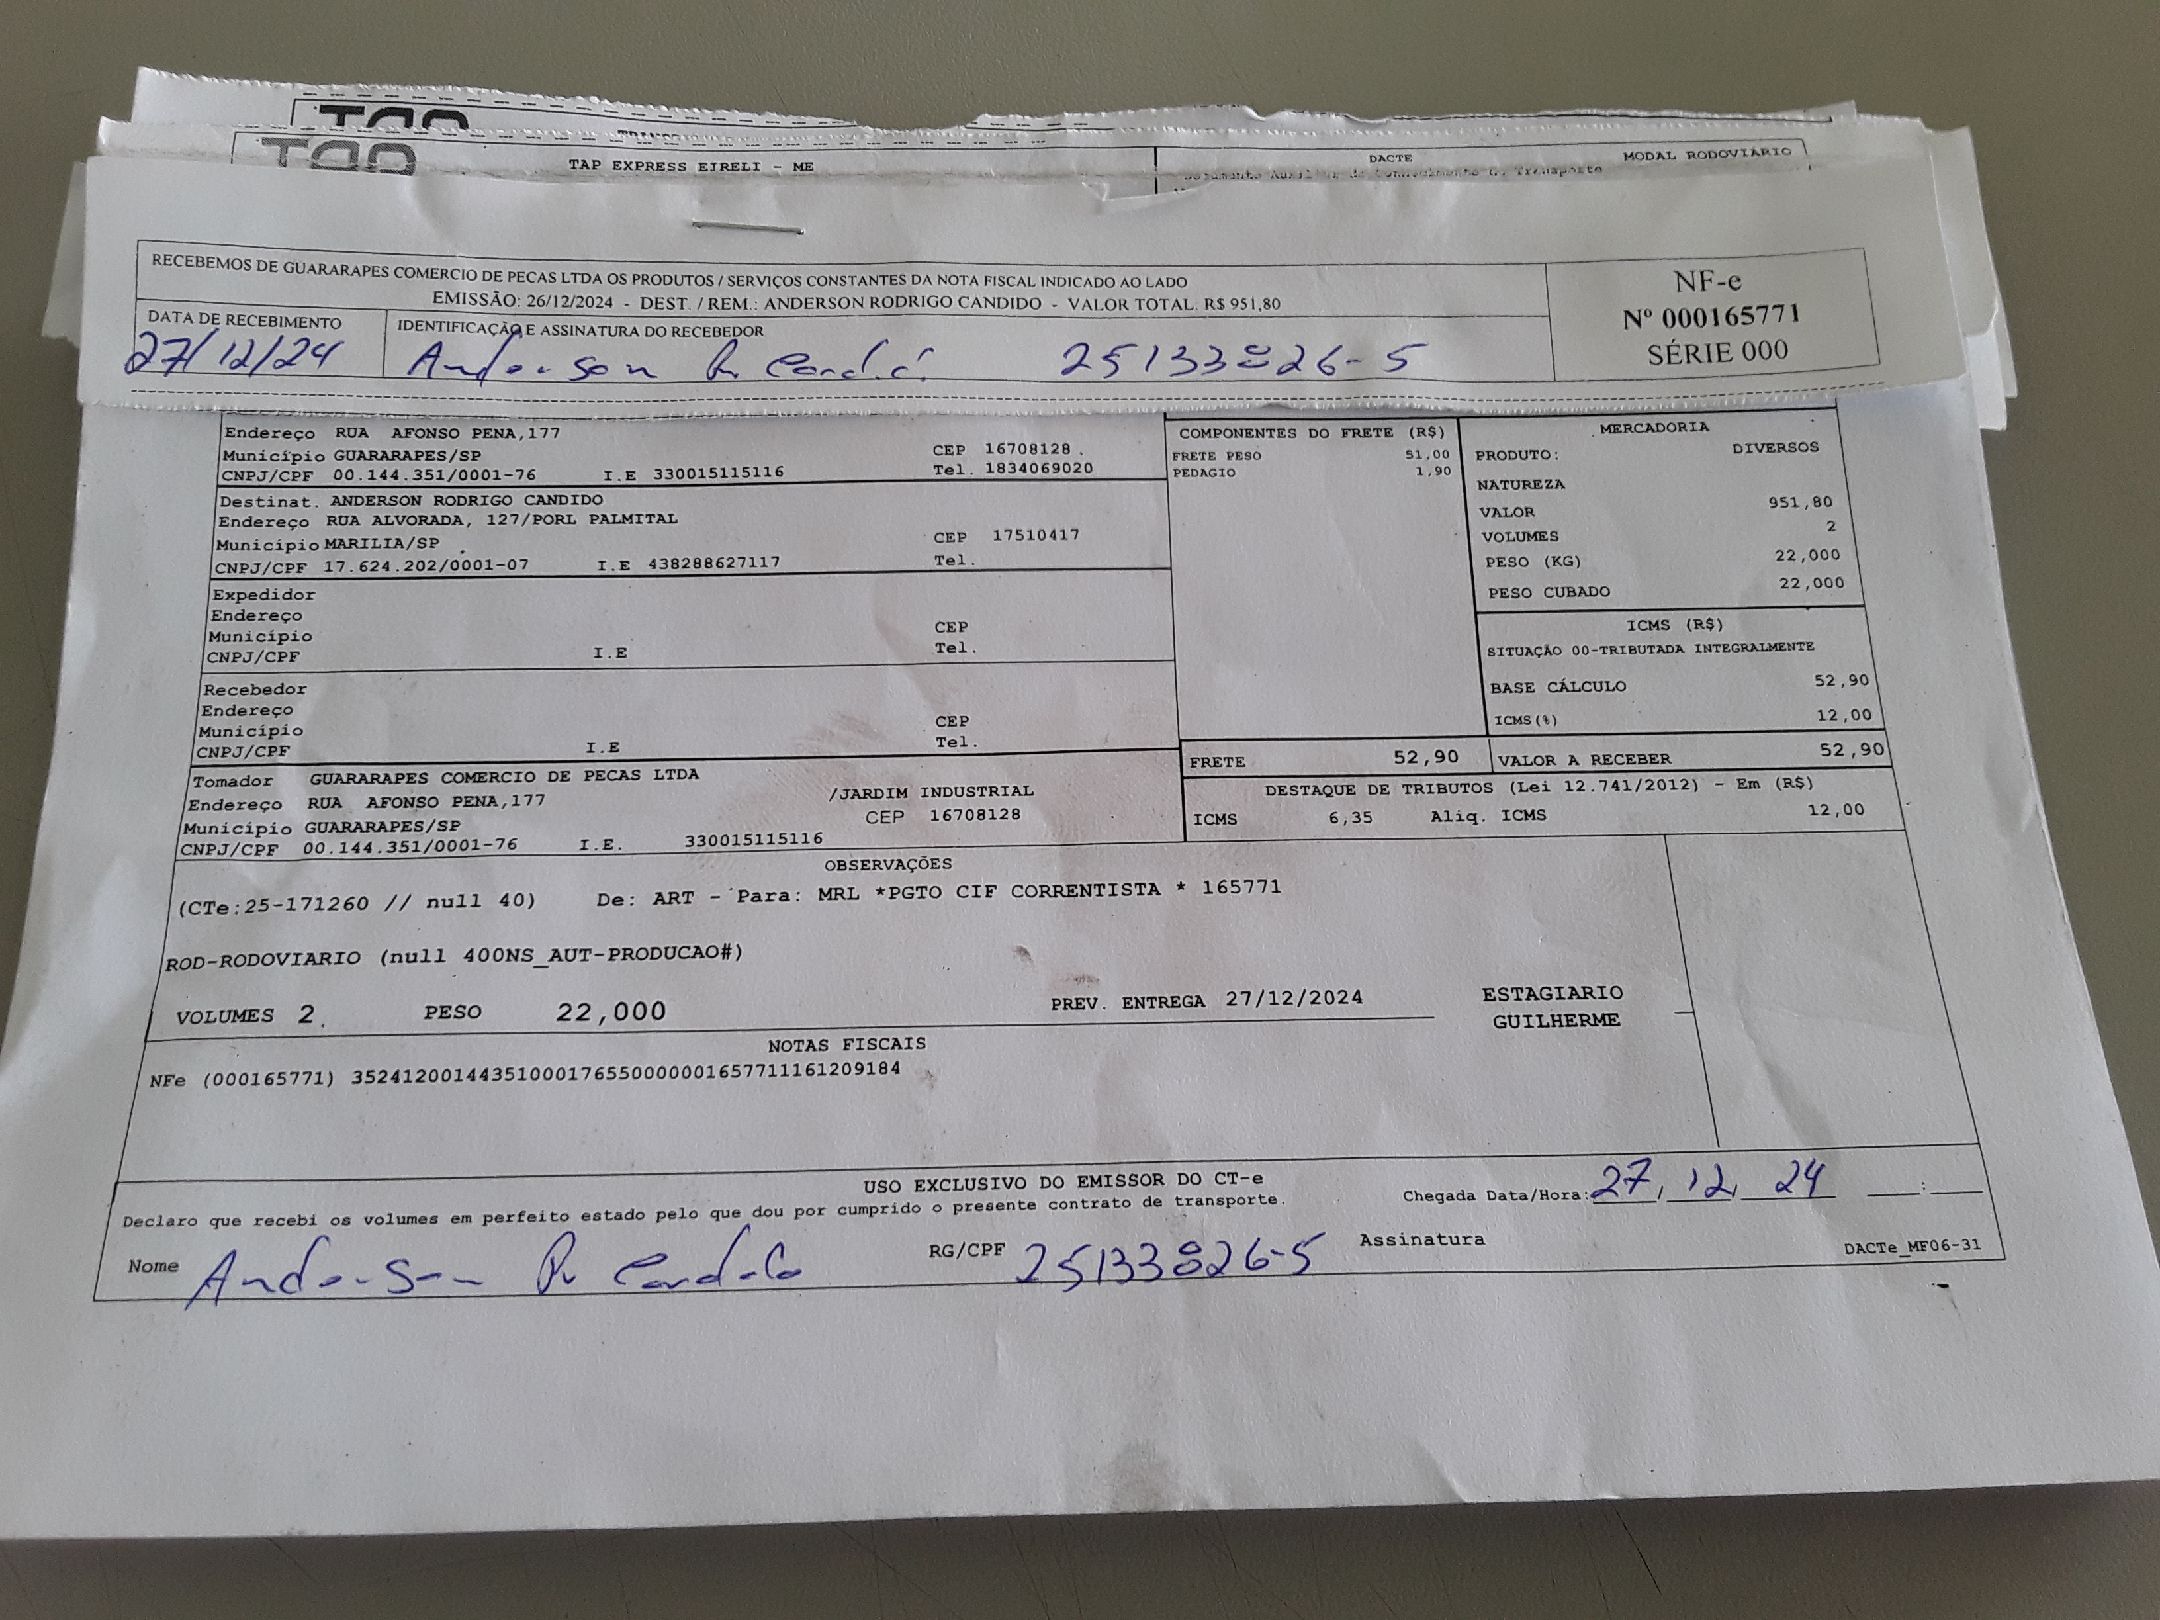 TAP
TAP
TAP EXPRESS EIRELI - ME
DACTE
MODAL RODOVIÁRIO
Documento Auxiliar de Conhecimento de Transporte
RECEBEMOS DE GUARARAPES COMERCIO DE PECAS LTDA OS PRODUTOS / SERVIÇOS CONSTANTES DA NOTA FISCAL INDICADO AO LADO
EMISSÃO: 26/12/2024 - DEST. / REM.: ANDERSON RODRIGO CANDIDO - VALOR TOTAL. R$ 951,80
NF-e
Nº 000165771
SÉRIE 000
DATA DE RECEBIMENTO
IDENTIFICAÇÃO E ASSINATURA DO RECEBEDOR
27/12/24 Anderson R. 25133826-5
Endereço RUA AFONSO PENA,177
Município GUARARAPES/SP CEP 16708128 .
CNPJ/CPF 00.144.351/0001-76 I.E 330015115116 Tel. 1834069020
Destinat. ANDERSON RODRIGO CANDIDO
Endereço RUA ALVORADA, 127/PORL PALMITAL
Município MARILIA/SP CEP 17510417
CNPJ/CPF 17.624.202/0001-07 I.E 438288627117 Tel.
Expedidor
Endereço
Município CEP
CNPJ/CPF I.E Tel.
Recebedor
Endereço
Município CEP
CNPJ/CPF I.E Tel.
Tomador GUARARAPES COMERCIO DE PECAS LTDA
Endereço RUA AFONSO PENA,177 /JARDIM INDUSTRIAL
Município GUARARAPES/SP CEP 16708128
CNPJ/CPF 00.144.351/0001-76 I.E. 330015115116
COMPONENTES DO FRETE (R$)
FRETE PESO 51,00
PEDAGIO 1,90
MERCADORIA
PRODUTO: DIVERSOS
NATUREZA
VALOR 951,80
VOLUMES 2
PESO (KG) 22,000
PESO CUBADO 22,000
ICMS (R$)
SITUAÇÃO 00-TRIBUTADA INTEGRALMENTE
BASE CÁLCULO 52,90
ICMS(%) 12,00
FRETE 52,90 VALOR A RECEBER 52,90
DESTAQUE DE TRIBUTOS (Lei 12.741/2012) - Em (R$)
ICMS 6,35 Aliq. ICMS 12,00
OBSERVAÇÕES
(CTe:25-171260 // null 40) De: ART - Para: MRL *PGTO CIF CORRENTISTA * 165771
ROD-RODOVIARIO (null 400NS_AUT-PRODUCAO#)
VOLUMES 2. PESO 22,000 PREV. ENTREGA 27/12/2024
ESTAGIARIO
GUILHERME
NOTAS FISCAIS
NFe (000165771) 35241200144351000176550000001657711161209184
USO EXCLUSIVO DO EMISSOR DO CT-e
Declaro que recebi os volumes em perfeito estado pelo que dou por cumprido o presente contrato de transporte.
Chegada Data/Hora: 27, 12, 24 :
Nome Anderson R. Candido RG/CPF 25133826-5 Assinatura
DACTe_MF06-31